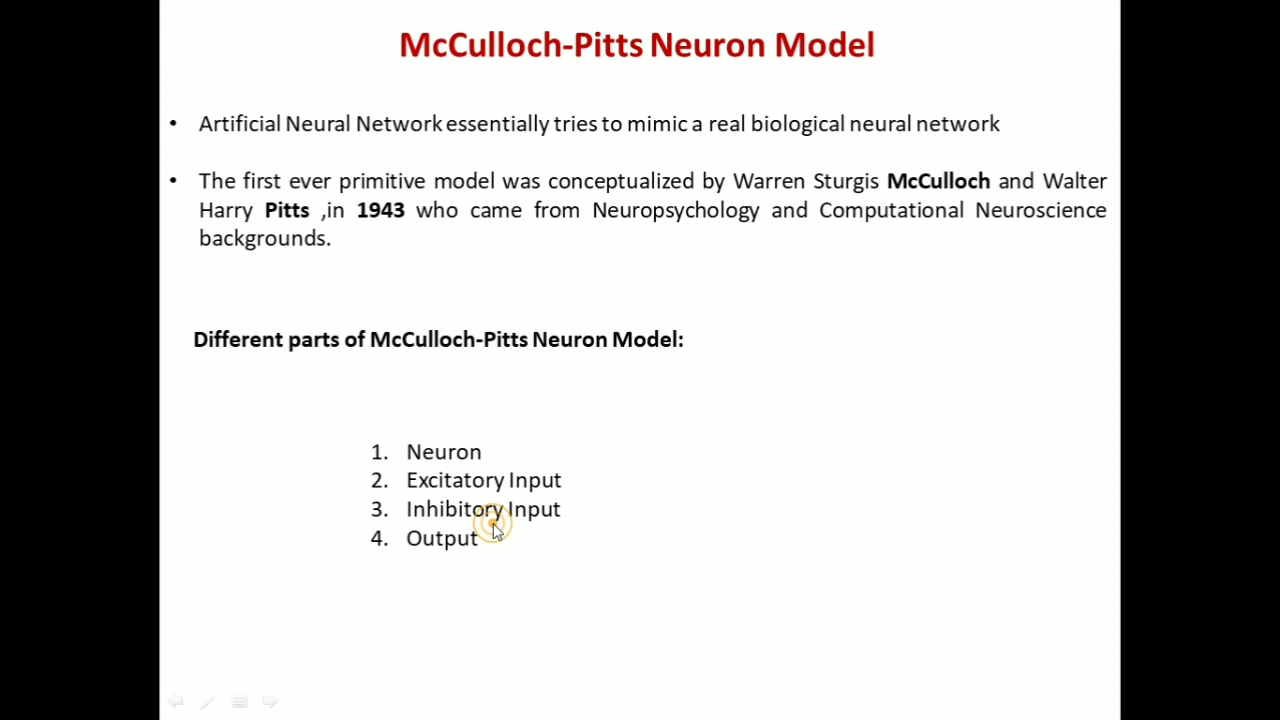 McCulloch-Pitts Neuron Model
• Artificial Neural Network essentially tries to mimic a real biological neural network
• The first ever primitive model was conceptualized by Warren Sturgis McCulloch and Walter
Harry Pitts ,in 1943 who came from Neuropsychology and Computational Neuroscience
backgrounds.
Different parts of McCulloch-Pitts Neuron Model:
1. Neuron
2. Excitatory Input
3. Inhibitory Input
4. Output